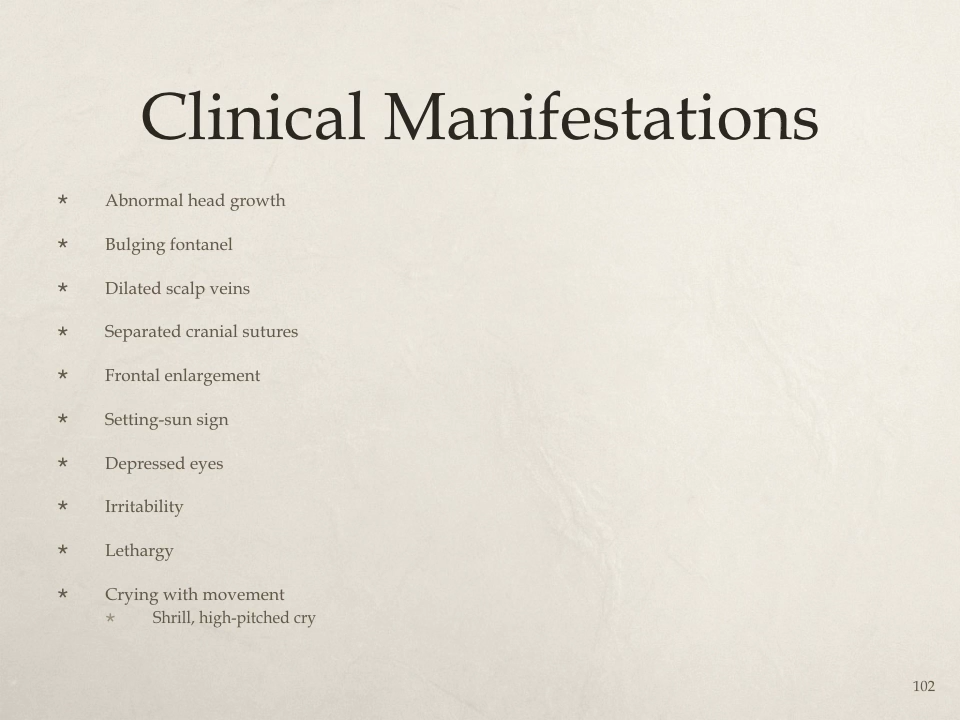 Clinical Manifestations
* Abnormal head growth
* Bulging fontanel
* Dilated scalp veins
* Separated cranial sutures
* Frontal enlargement
* Setting-sun sign
* Depressed eyes
* Irritability
* Lethargy
* Crying with movement
* Shrill, high-pitched cry
102